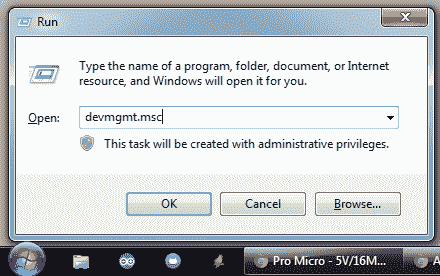 Run
Type the name of a program, folder, document, or Internet
resource, and Windows will open it for you.
Open: devmgmt.msc
This task will be created with administrative privileges.
OK Cancel Browse...
Pro Micro - 5V/16M... A